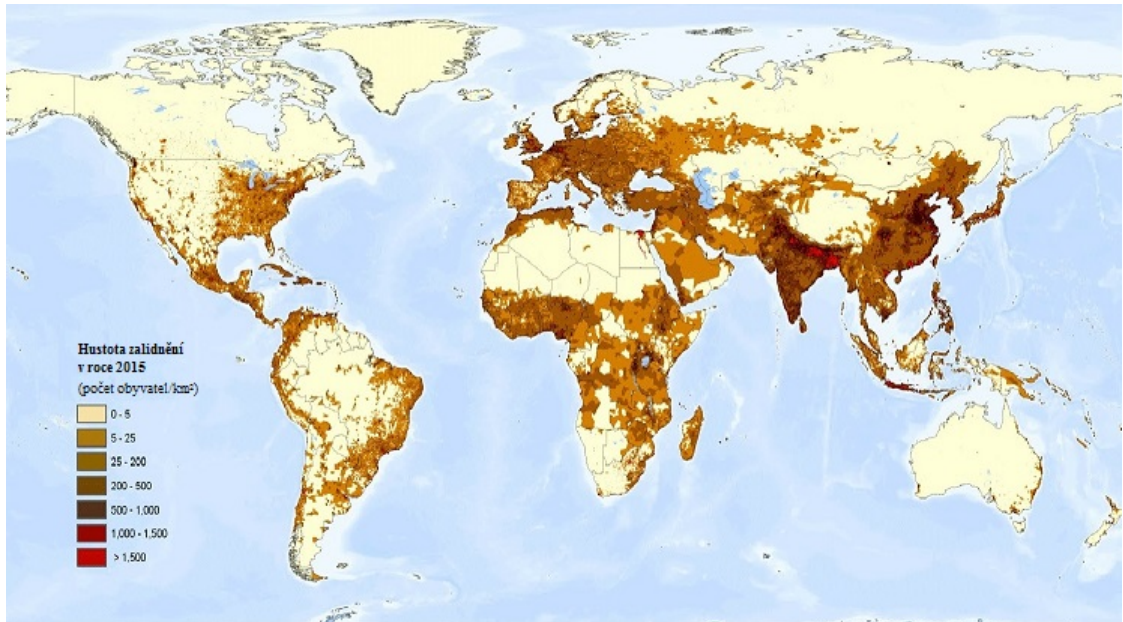 Hustota zalidnění
v roce 2015
(počet obyvatel/km²)
0 - 5
5 - 25
25 - 200
200 - 500
500 - 1,000
1,000 - 1,500
> 1,500